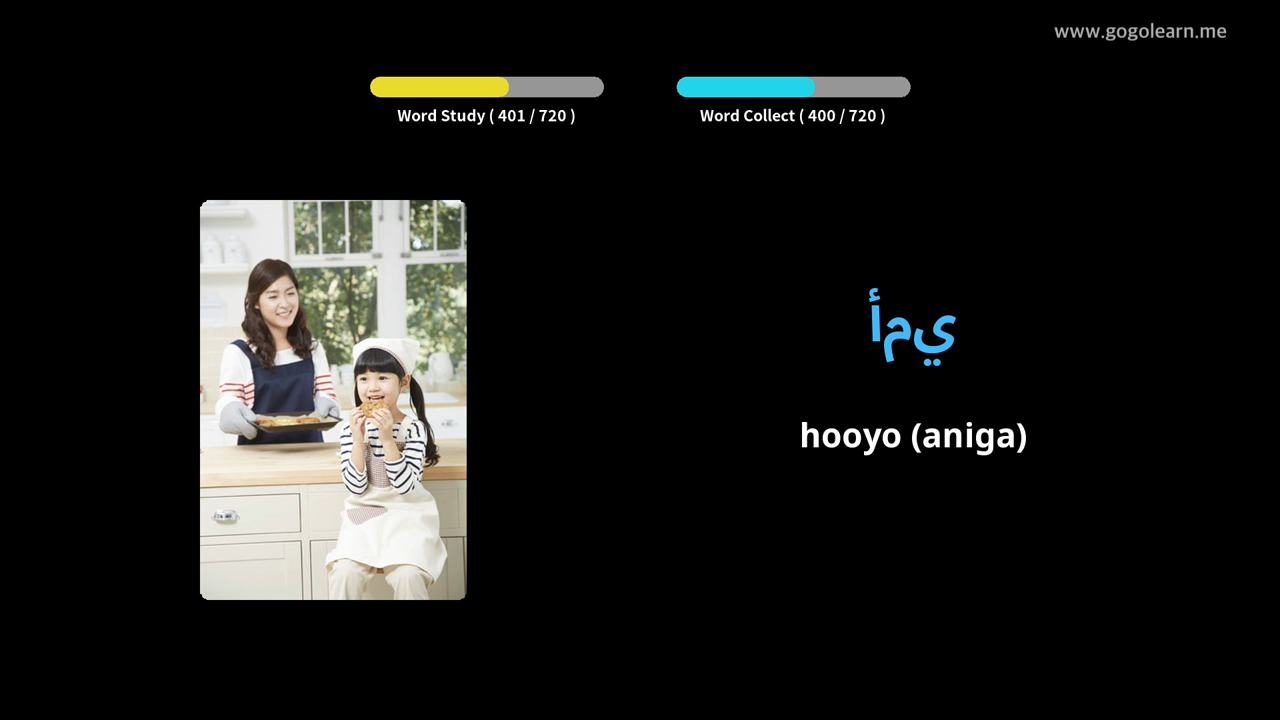 www.gogolearn.me
Word Study ( 401 / 720 )
Word Collect ( 400 / 720 )
أمي
hooyo (aniga)